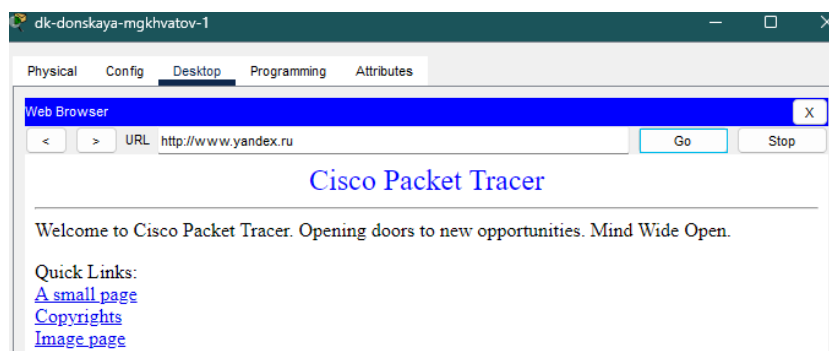 dk-donskaya-mgkhvatov-1
Physical Config Desktop Programming Attributes
Web Browser X
< > URL http://www.yandex.ru Go Stop
Cisco Packet Tracer
Welcome to Cisco Packet Tracer. Opening doors to new opportunities. Mind Wide Open.
Quick Links:
A small page
Copyrights
Image page